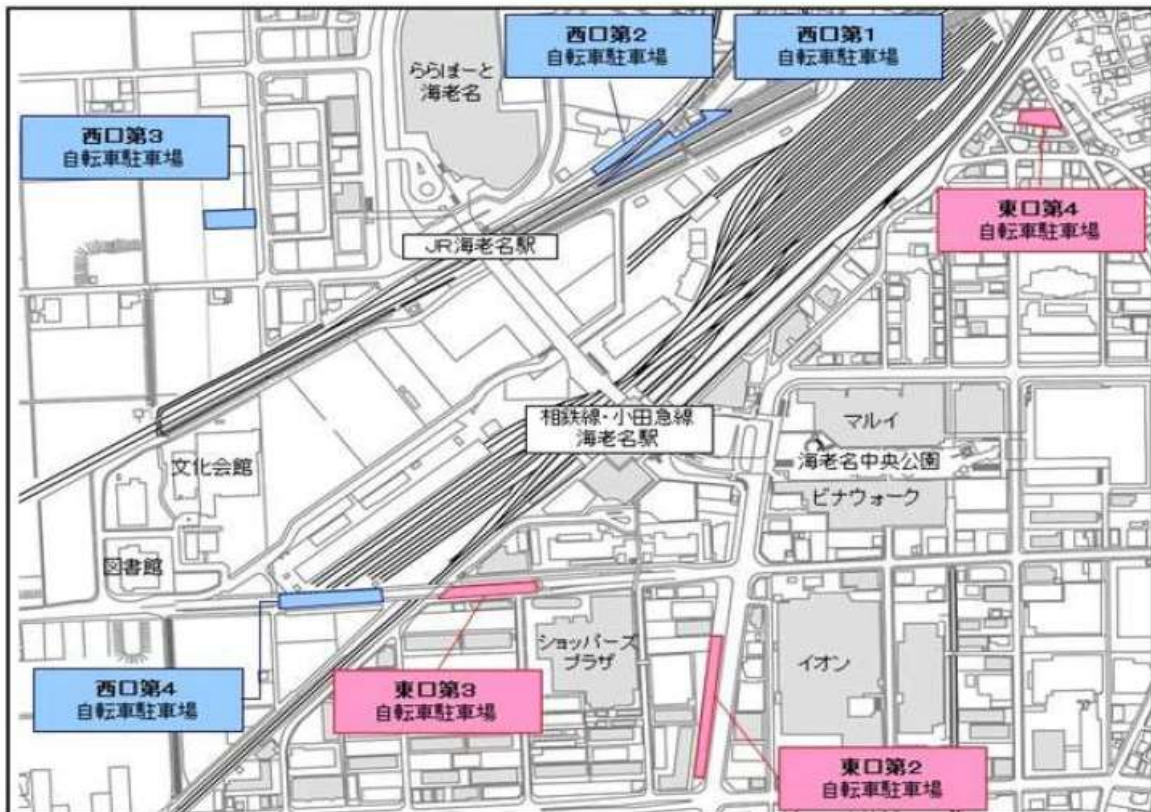 西口第2
自転車駐車場
西口第1
自転車駐車場
ららぽーと
海老名
西口第3
自転車駐車場
東口第4
自転車駐車場
JR海老名駅
相鉄線・小田急線
海老名駅
マルイ
海老名中央公園
ビナウォーク
文化会館
図書館
ショッパーズ
プラザ
イオン
西口第4
自転車駐車場
東口第3
自転車駐車場
東口第2
自転車駐車場